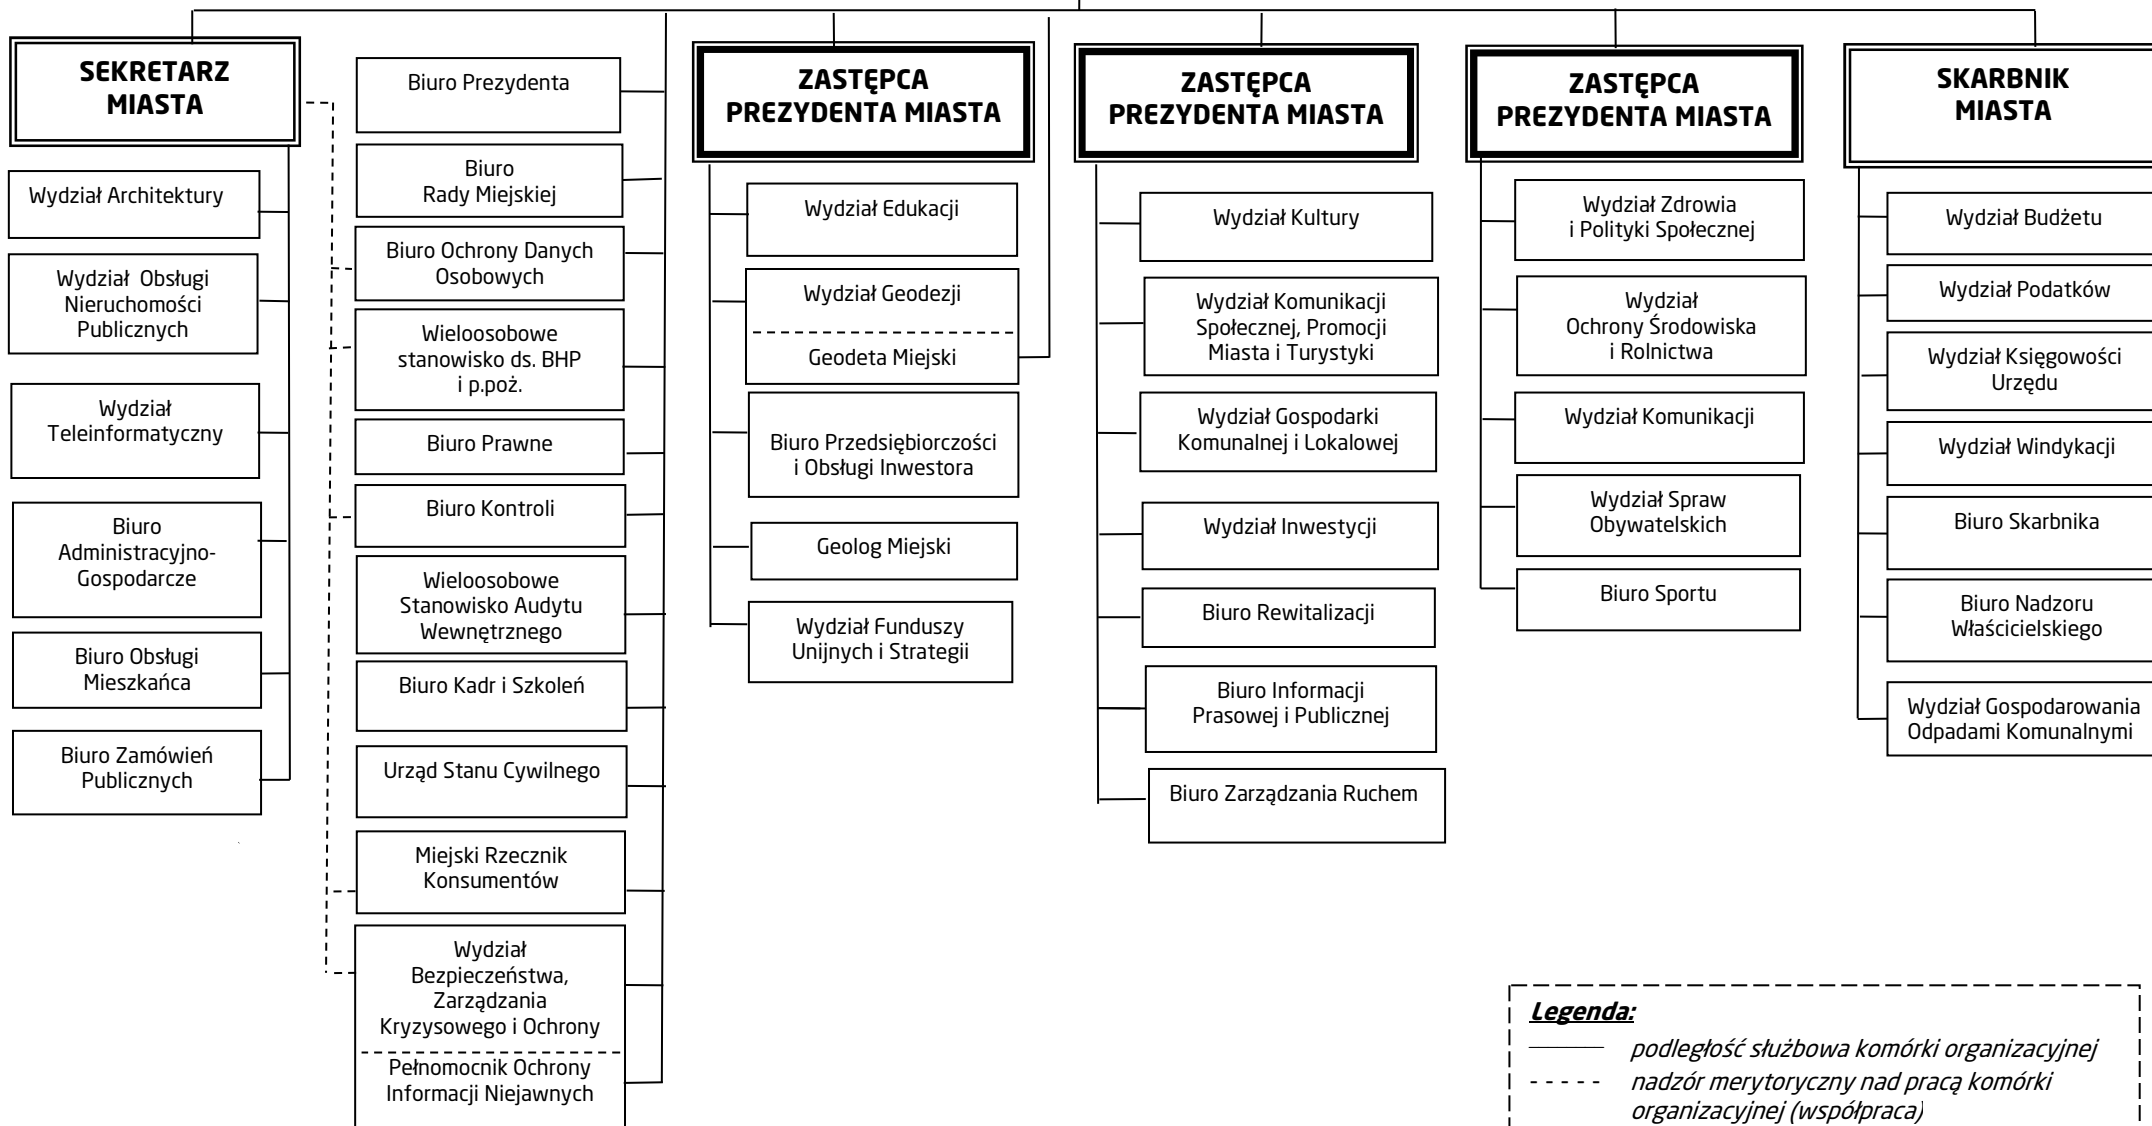 SEKRETARZ
MIASTA
Wydział Architektury
Wydział Obsługi
Nieruchomości
Publicznych
Wydział
Teleinformatyczny
Biuro
Administracyjno-
Gospodarcze
Biuro Obsługi
Mieszkańca
Biuro Zamówień
Publicznych
Biuro Prezydenta
Biuro
Rady Miejskiej
Biuro Ochrony Danych
Osobowych
Wieloosobowe
stanowisko ds. BHP
i p.poż.
Biuro Prawne
Biuro Kontroli
Wieloosobowe
Stanowisko Audytu
Wewnętrznego
Biuro Kadr i Szkoleń
Urząd Stanu Cywilnego
Miejski Rzecznik
Konsumentów
Wydział
Bezpieczeństwa,
Zarządzania
Kryzysowego i Ochrony
Pełnomocnik Ochrony
Informacji Niejawnych
ZASTĘPCA
PREZYDENTA MIASTA
Wydział Edukacji
Wydział Geodezji
Geodeta Miejski
Biuro Przedsiębiorczości
i Obsługi Inwestora
Geolog Miejski
Wydział Funduszy
Unijnych i Strategii
ZASTĘPCA
PREZYDENTA MIASTA
Wydział Kultury
Wydział Komunikacji
Społecznej, Promocji
Miasta i Turystyki
Wydział Gospodarki
Komunalnej i Lokalowej
Wydział Inwestycji
Biuro Rewitalizacji
Biuro Informacji
Prasowej i Publicznej
Biuro Zarządzania Ruchem
ZASTĘPCA
PREZYDENTA MIASTA
Wydział Zdrowia
i Polityki Społecznej
Wydział
Ochrony Środowiska
i Rolnictwa
Wydział Komunikacji
Wydział Spraw
Obywatelskich
Biuro Sportu
SKARBNIK
MIASTA
Wydział Budżetu
Wydział Podatków
Wydział Księgowości
Urzędu
Wydział Windykacji
Biuro Skarbnika
Biuro Nadzoru
Właścicielskiego
Wydział Gospodarowania
Odpadami Komunalnymi
Legenda:
podległość służbowa komórki organizacyjnej
nadzór merytoryczny nad pracą komórki
organizacyjnej (współpraca)